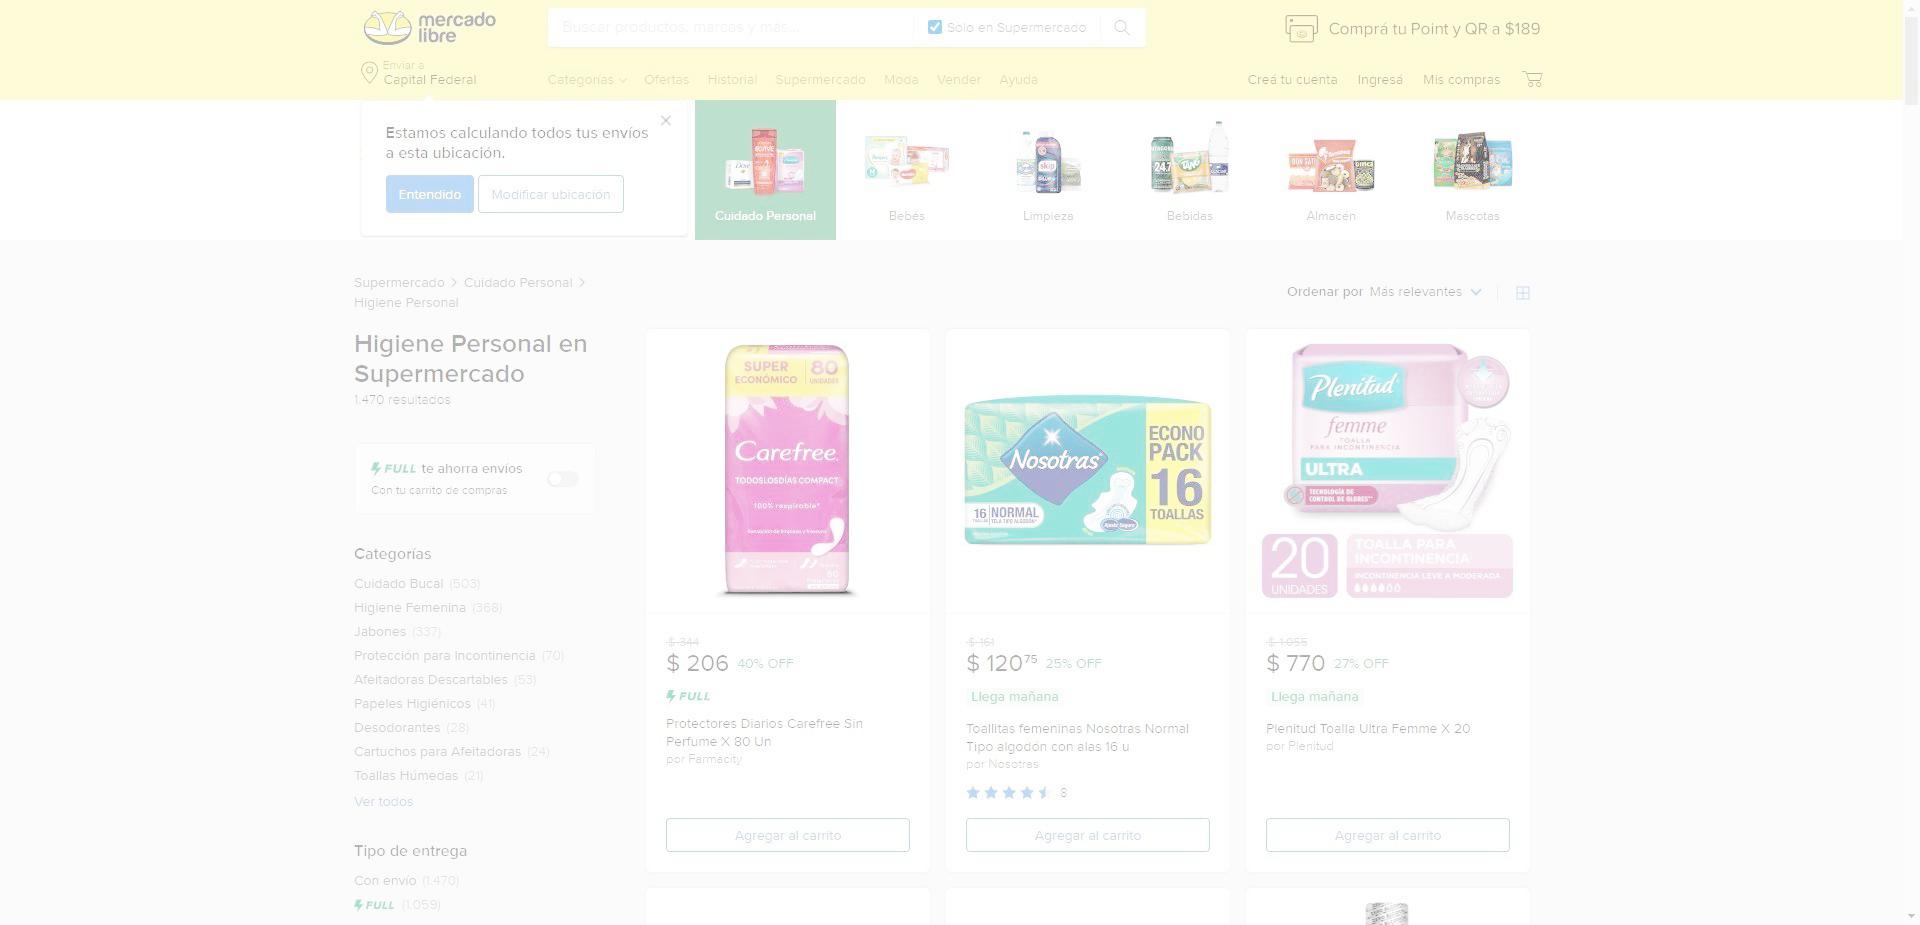 mercado
libre
Buscar productos, marcas y más...
Solo en Supermercado
Comprá tu Point y QR a $189
Enviar a
Capital Federal
Categorías
Ofertas
Historial
Supermercado
Moda
Vender
Ayuda
Creá tu cuenta
Ingresá
Mis compras
Estamos calculando todos tus envíos
a esta ubicación.
Entendido
Modificar ubicación
Cuidado Personal
Bebés
Limpieza
Bebidas
Almacén
Mascotas
Supermercado > Cuidado Personal >
Higiene Personal
Ordenar por Más relevantes
Higiene Personal en
Supermercado
1.470 resultados
FULL te ahorra envíos
Con tu carrito de compras
Categorías
Cuidado Bucal (503)
Higiene Femenina (368)
Jabones (337)
Protección para Incontinencia (70)
Afeitadoras Descartables (53)
Papeles Higiénicos (41)
Desodorantes (28)
Cartuchos para Afeitadoras (24)
Toallas Húmedas (21)
Ver todos
Tipo de entrega
Con envío (1.470)
FULL (1.059)
SUPER
ECONÓMICO
80
UNIDADES
Carefree
TODOSLOSDÍAS COMPACT
100% respirable*
$ 344
$ 206 40% OFF
FULL
Protectores Diarios Carefree Sin
Perfume X 80 Un
por Farmacity
Agregar al carrito
Nosotras
ECONO
PACK
16
TOALLAS
16 NORMAL
$ 161
$ 120 75 25% OFF
Llega mañana
Toallitas femeninas Nosotras Normal
Tipo algodón con alas 16 u
por Nosotras
8
Agregar al carrito
Plenitud
femme
TOALLA
PARA INCONTINENCIA
ULTRA
TECNOLOGÍA DE
CONTROL DE OLORES
20
UNIDADES
TOALLA PARA
INCONTINENCIA
INCONTINENCIA LEVE A MODERADA
$ 1.055
$ 770 27% OFF
Llega mañana
Plenitud Toalla Ultra Femme X 20
por Plenitud
Agregar al carrito